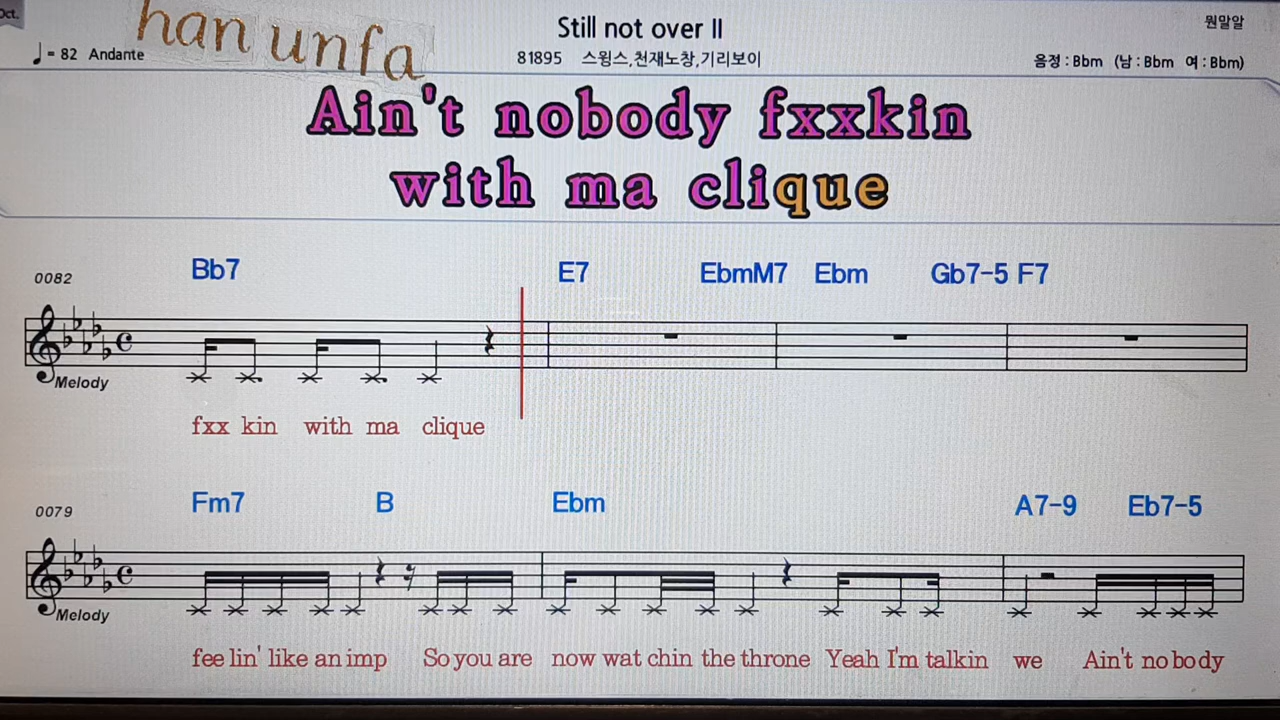 Oct.
han unfa
Still not over II
뭔말알
♩= 82 Andante
81895 스윙스,천재노창,기리보이
음정 : Bbm (남 : Bbm 여 : Bbm)
Ain't nobody fxxkin
with ma clique
0082 Bb7 E7 EbmM7 Ebm Gb7-5 F7
Melody
fxx kin with ma clique
0079 Fm7 B Ebm A7-9 Eb7-5
Melody
fee lin' like an imp So you are now wat chin the throne Yeah I'm talkin we Ain't no bo dy